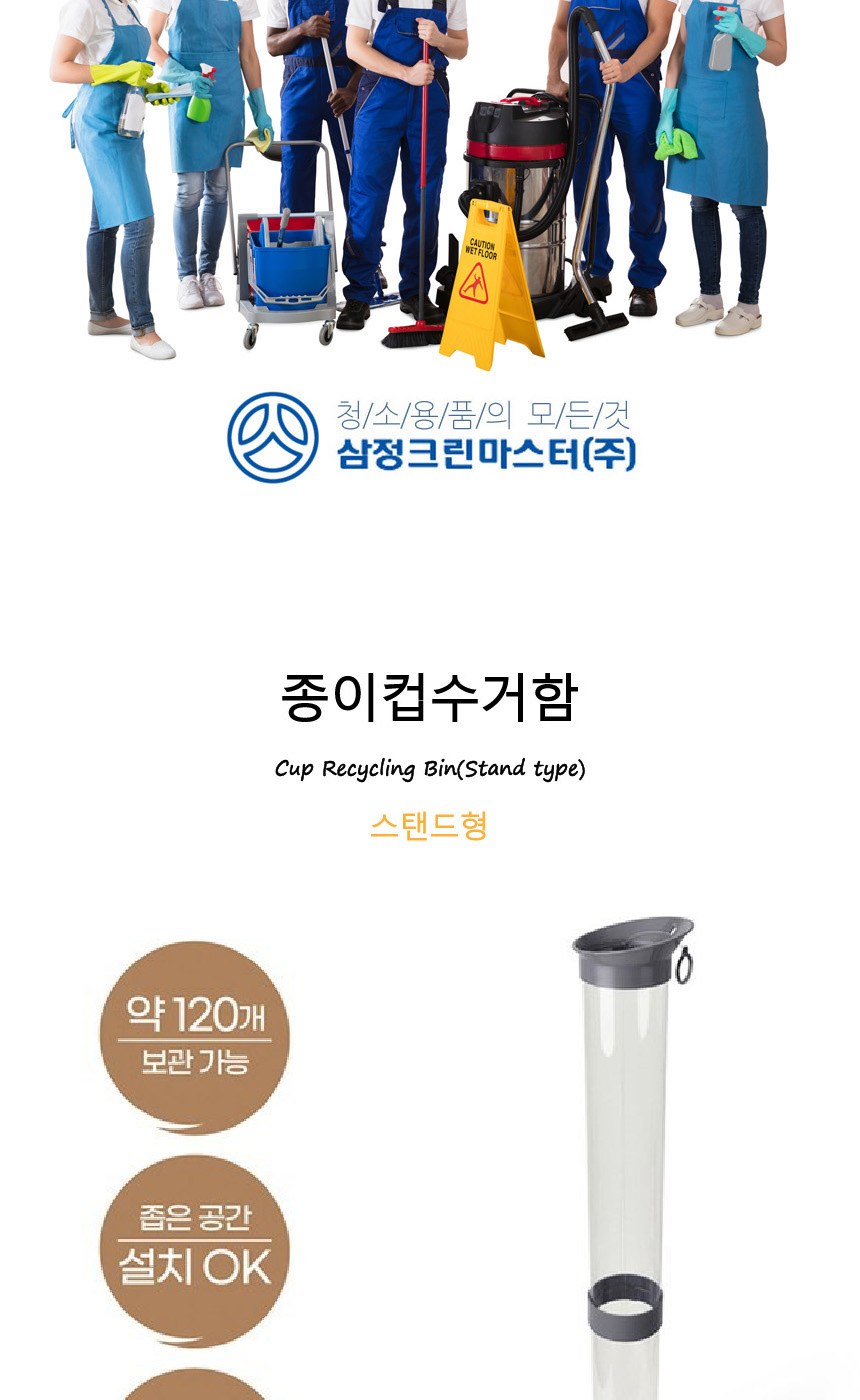 CAUTION
WET FLOOR
청/소/용/품/의 모/든/것
삼정크린마스터(주)
종이컵수거함
Cup Recycling Bin(Stand type)
스탠드형
약 120개
보관 가능
좁은 공간
설치 OK